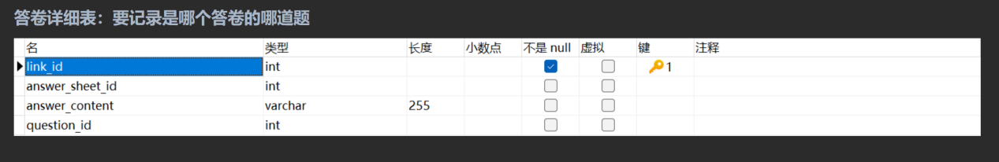 答卷详细表：要记录是哪个答卷的哪道题
名 类型 长度 小数点 不是 null 虚拟 键 注释
link_id int 1
answer_sheet_id int
answer_content varchar 255
question_id int